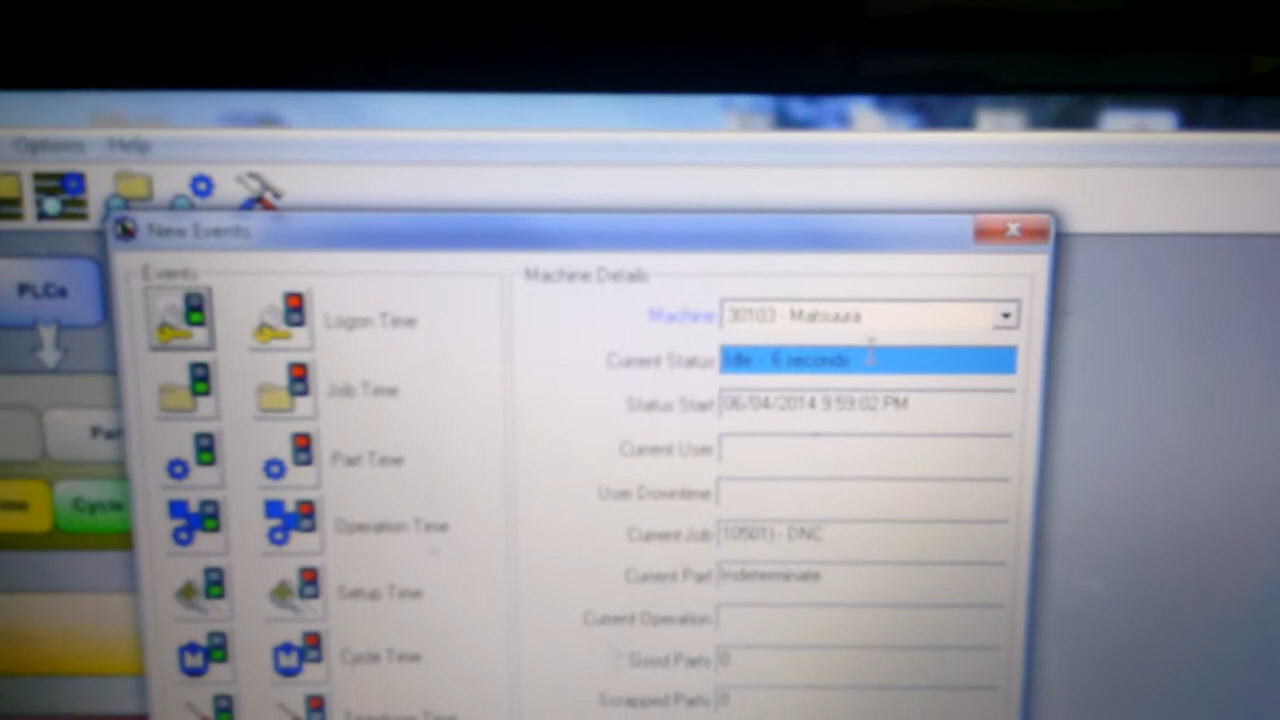 Options Help
New Events
Events
Machine Details
PLCs
Logon Time
Machine 30103 - Matsuura
Current Status Idle - 6 seconds
Job Time
Status Start 06/04/2014 9:59:02 PM
Current User
Part Time
User Downtime
Cycle
Operation Time
Current Job 10501) - DNC
Current Part Indeterminate
Setup Time
Current Operation
Cycle Time
Good Parts 0
Scrapped Parts 0